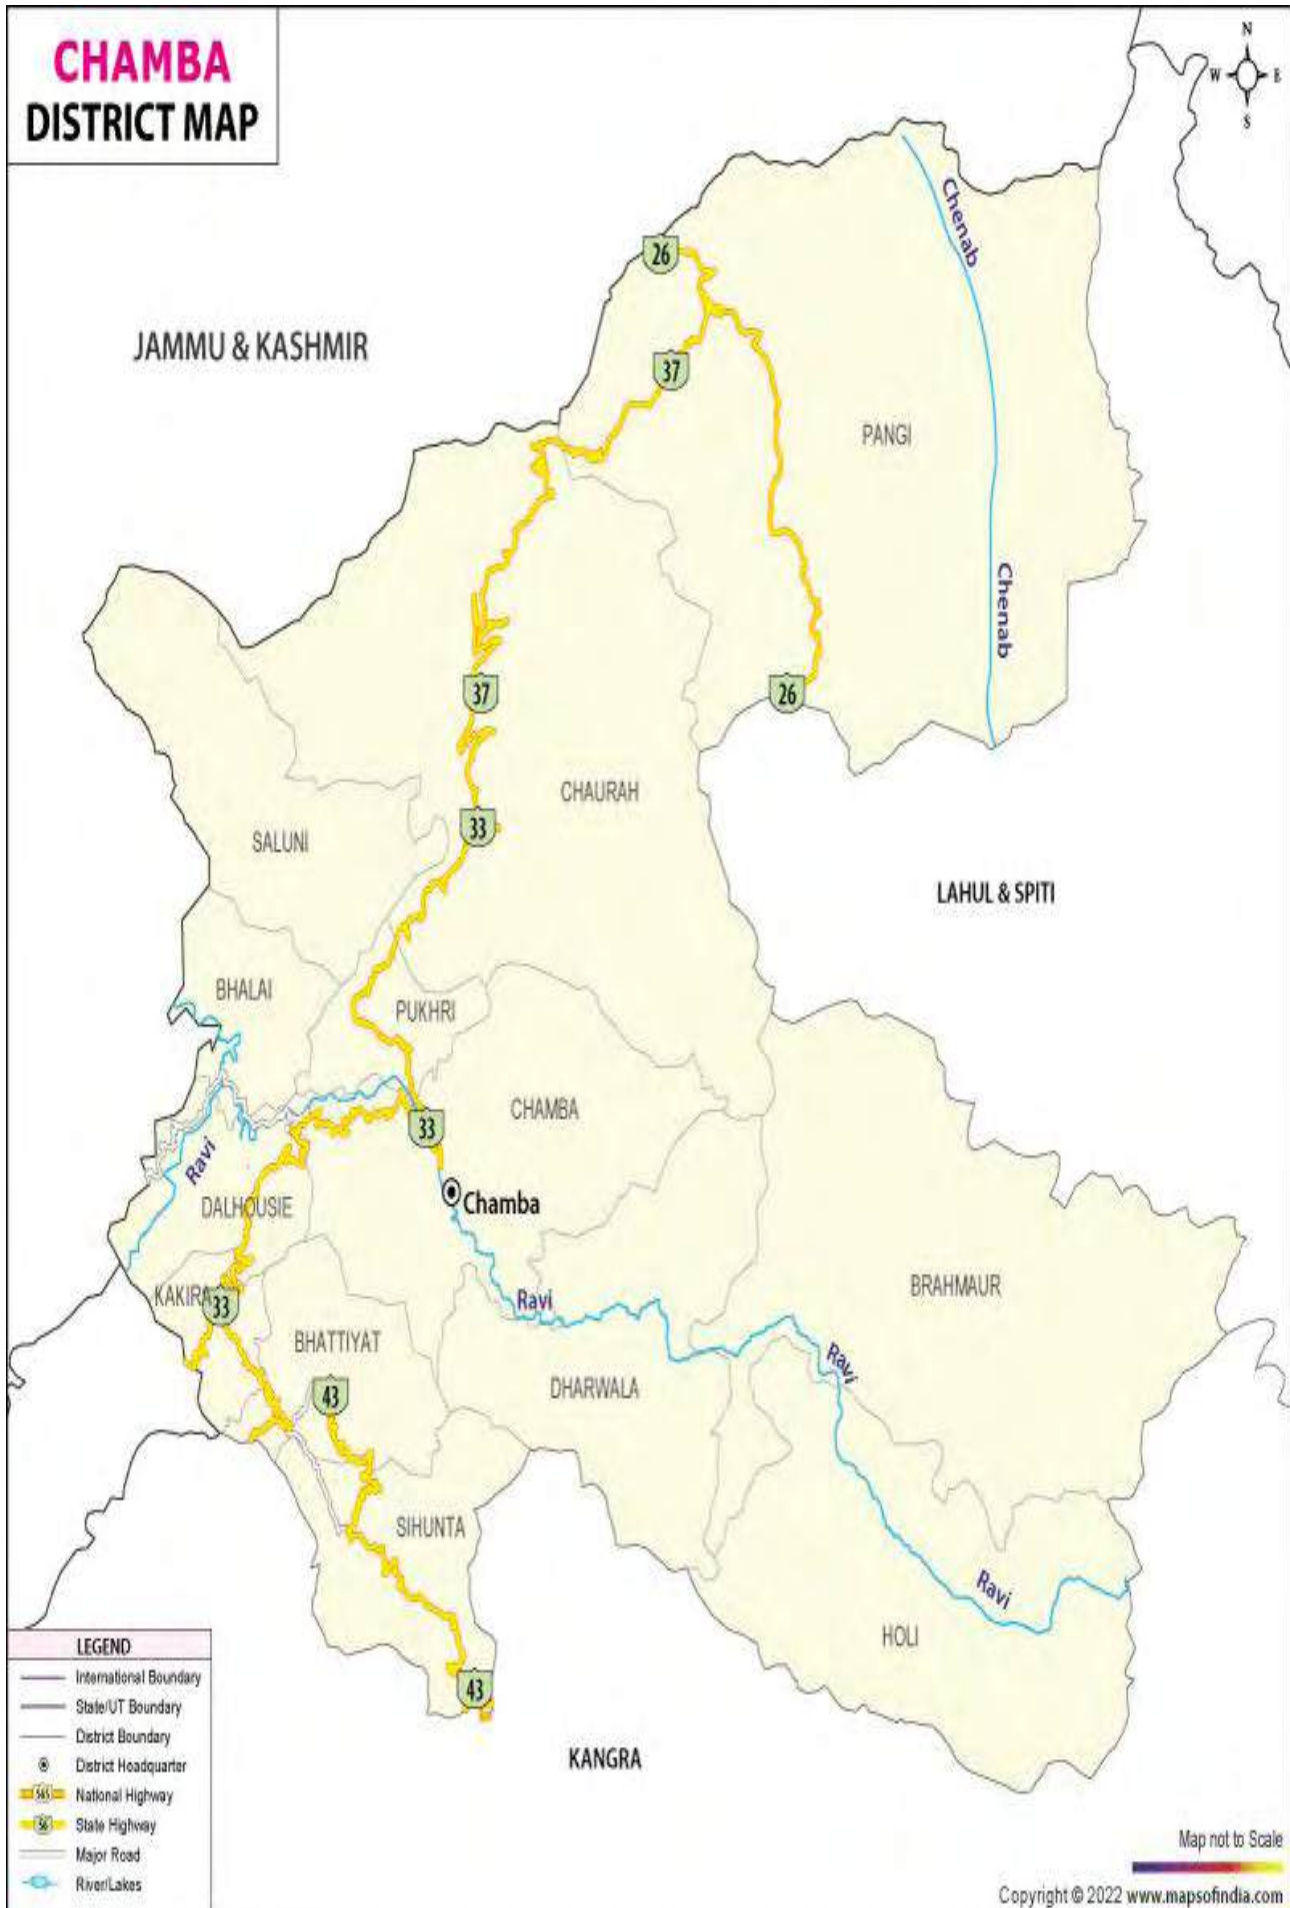 CHAMBA
DISTRICT MAP
N
W E
S
Chenab
26
JAMMU & KASHMIR
37
PANGI
Chenab
37
26
CHAURAH
33
SALUNI
LAHUL & SPITI
BHALAI
PUKHRI
CHAMBA
33
Ravi
Chamba
DALHOUSIE
BRAHMAUR
KAKIRA
33
Ravi
BHATTIYAT
Ravi
43
DHARWALA
SIHUNTA
Ravi
HOLI
43
KANGRA
LEGEND
International Boundary
State/UT Boundary
District Boundary
District Headquarter
565 National Highway
56 State Highway
Major Road
River/Lakes
Map not to Scale
Copyright © 2022 www.mapsofindia.com